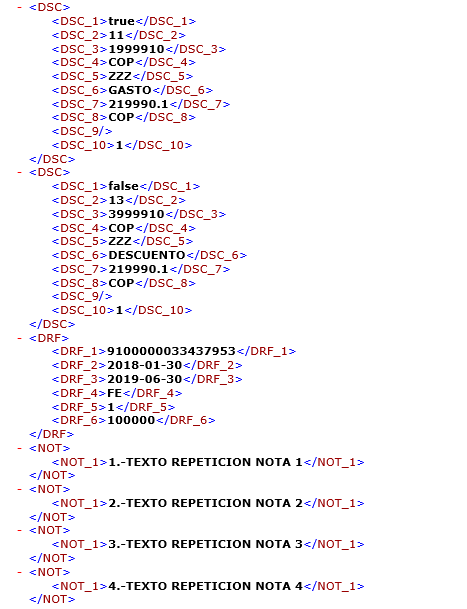 - <DSC>
<DSC_1>true</DSC_1>
<DSC_2>11</DSC_2>
<DSC_3>1999910</DSC_3>
<DSC_4>COP</DSC_4>
<DSC_5>ZZZ</DSC_5>
<DSC_6>GASTO</DSC_6>
<DSC_7>219990.1</DSC_7>
<DSC_8>COP</DSC_8>
<DSC_9/>
<DSC_10>1</DSC_10>
</DSC>
- <DSC>
<DSC_1>false</DSC_1>
<DSC_2>13</DSC_2>
<DSC_3>3999910</DSC_3>
<DSC_4>COP</DSC_4>
<DSC_5>ZZZ</DSC_5>
<DSC_6>DESCUENTO</DSC_6>
<DSC_7>219990.1</DSC_7>
<DSC_8>COP</DSC_8>
<DSC_9/>
<DSC_10>1</DSC_10>
</DSC>
- <DRF>
<DRF_1>9100000033437953</DRF_1>
<DRF_2>2018-01-30</DRF_2>
<DRF_3>2019-06-30</DRF_3>
<DRF_4>FE</DRF_4>
<DRF_5>1</DRF_5>
<DRF_6>100000</DRF_6>
</DRF>
- <NOT>
<NOT_1>1.-TEXTO REPETICION NOTA 1</NOT_1>
</NOT>
- <NOT>
<NOT_1>2.-TEXTO REPETICION NOTA 2</NOT_1>
</NOT>
- <NOT>
<NOT_1>3.-TEXTO REPETICION NOTA 3</NOT_1>
</NOT>
- <NOT>
<NOT_1>4.-TEXTO REPETICION NOTA 4</NOT_1>
</NOT>